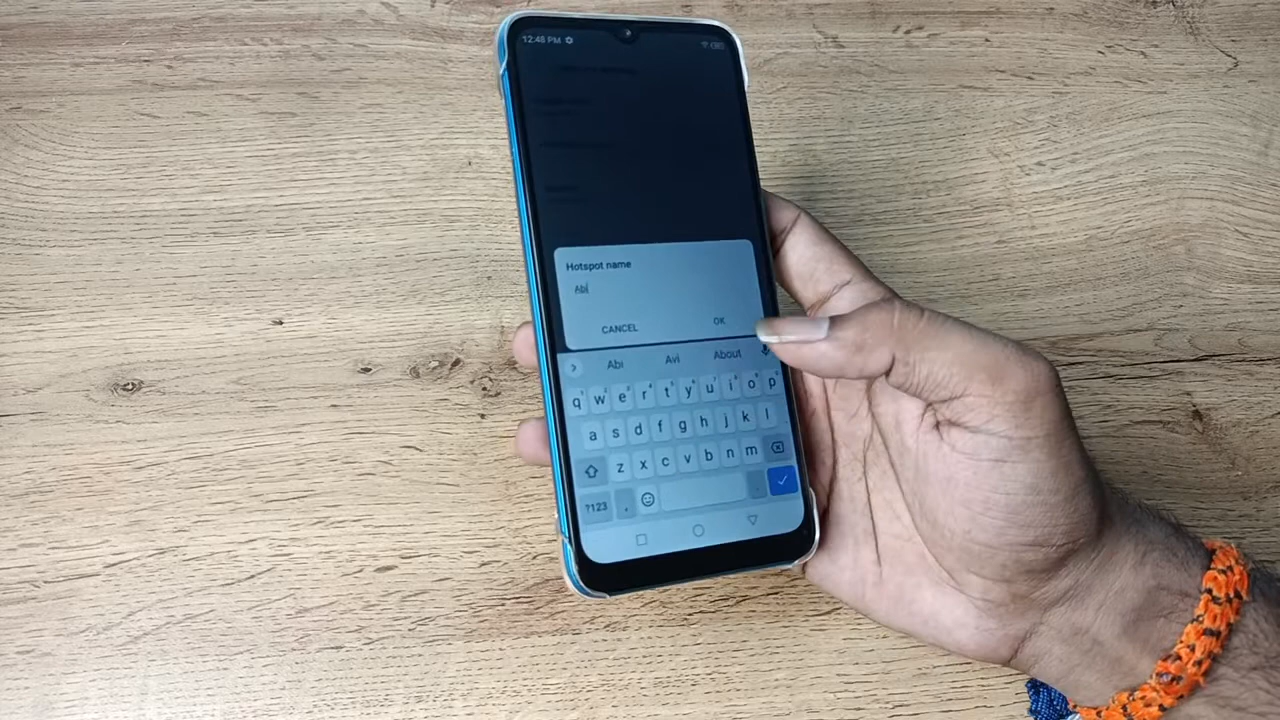 12:48 PM
Hotspot name
Abi
CANCEL OK
Abi Avi About
q w e r t y u i o p
a s d f g h j k l
z x c v b n m
?123 , .